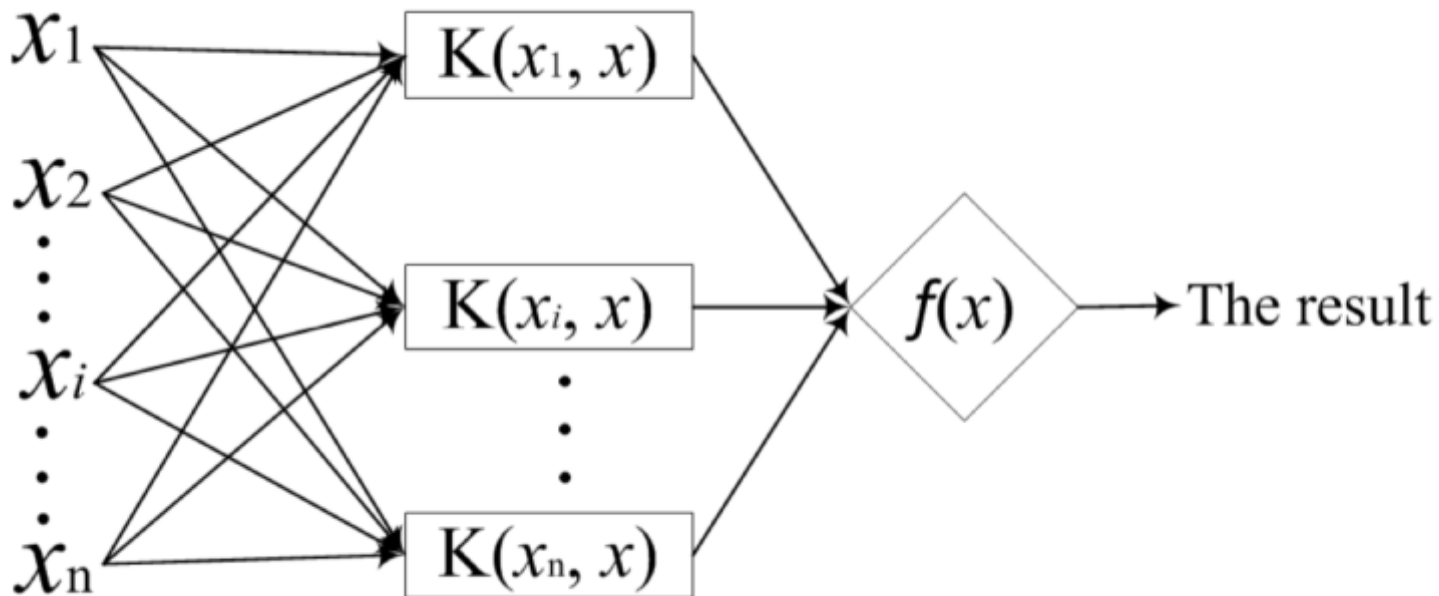 x1
K(x1, x)
x2
K(xi, x)
f(x)
The result
xi
xn
K(xn, x)